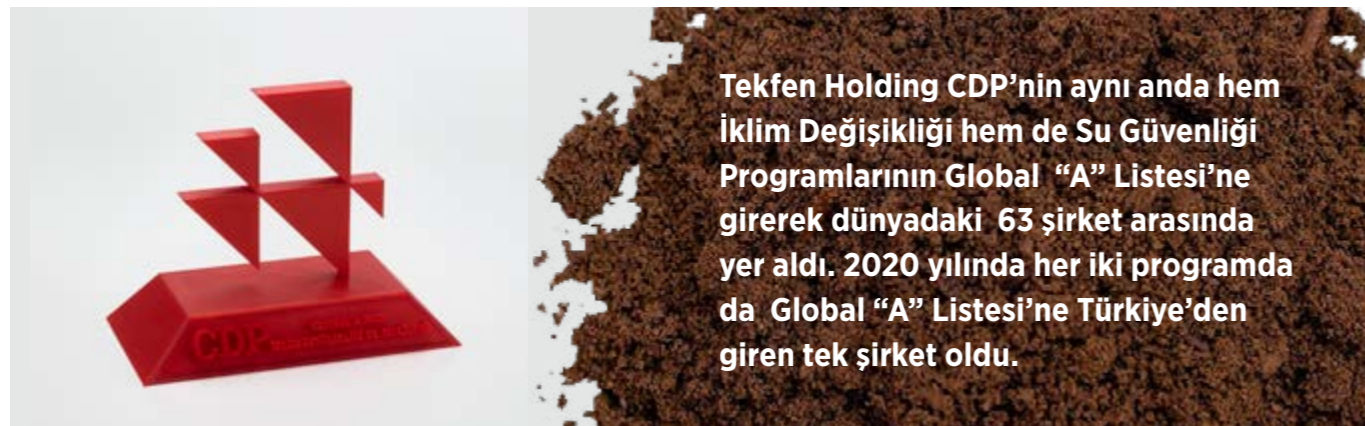 CDP
Tekfen Holding CDP’nin aynı anda hem
İklim Değişikliği hem de Su Güvenliği
Programlarının Global “A” Listesi’ne
girerek dünyadaki 63 şirket arasında
yer aldı. 2020 yılında her iki programda
da Global “A” Listesi’ne Türkiye’den
giren tek şirket oldu.